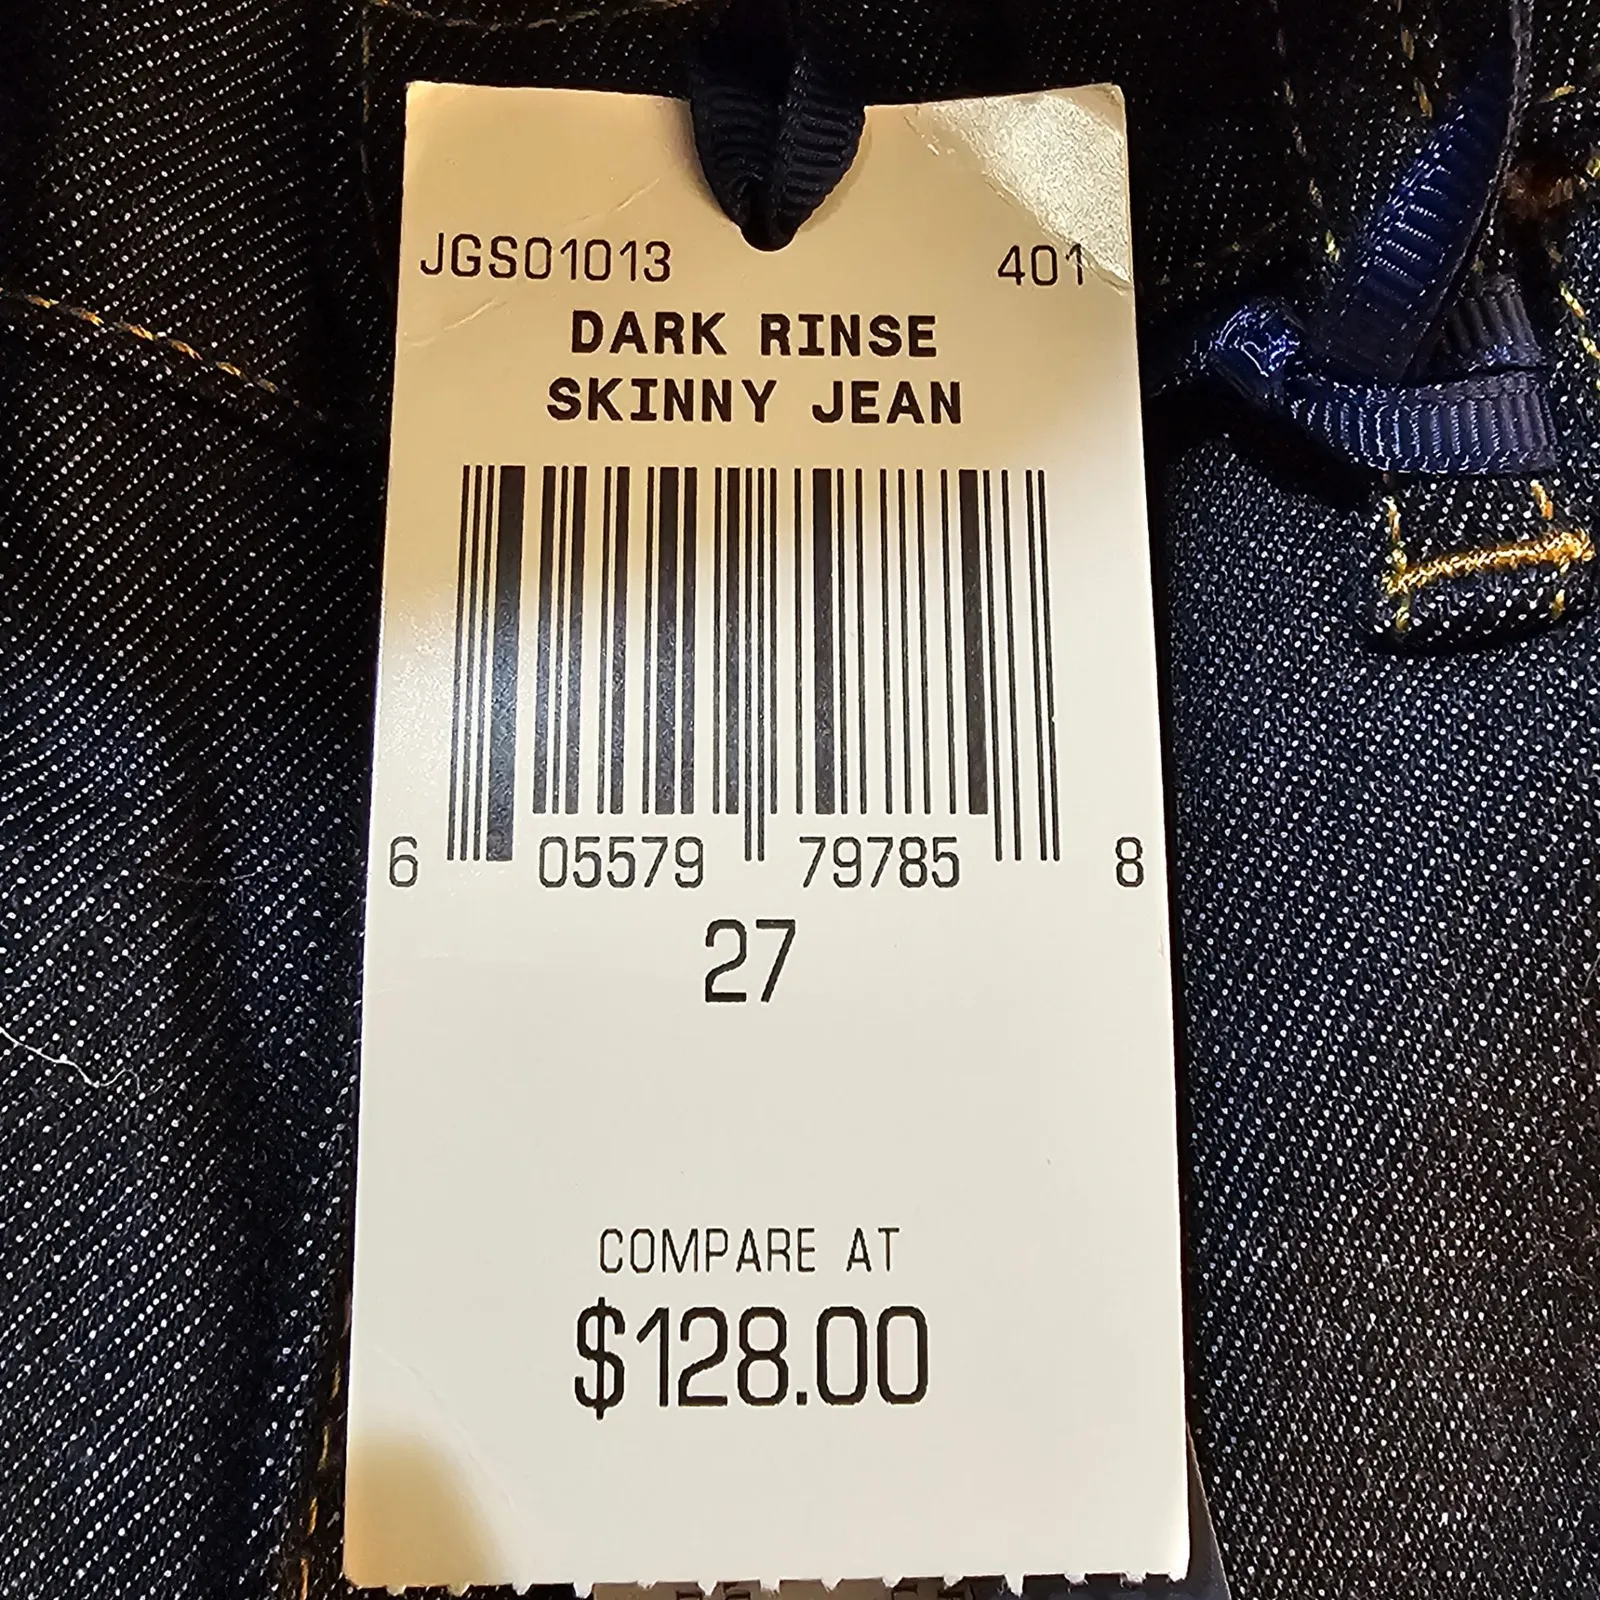 JGS01013 401
DARK RINSE
SKINNY JEAN
6 05579 79785 8
27
COMPARE AT
$128.00